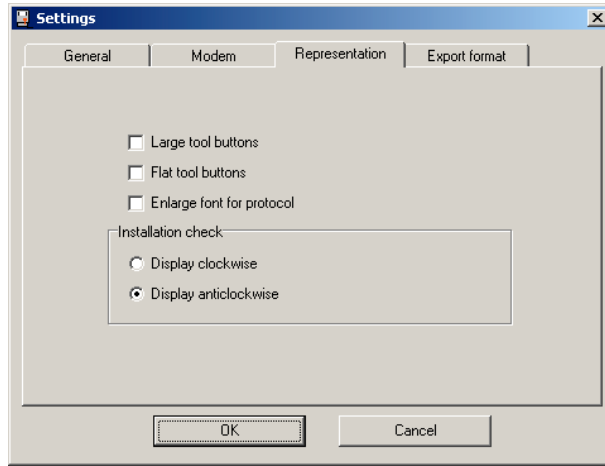 Settings
General Modem Representation Export format
Large tool buttons
Flat tool buttons
Enlarge font for protocol
Installation check
Display clockwise
Display anticlockwise
OK Cancel